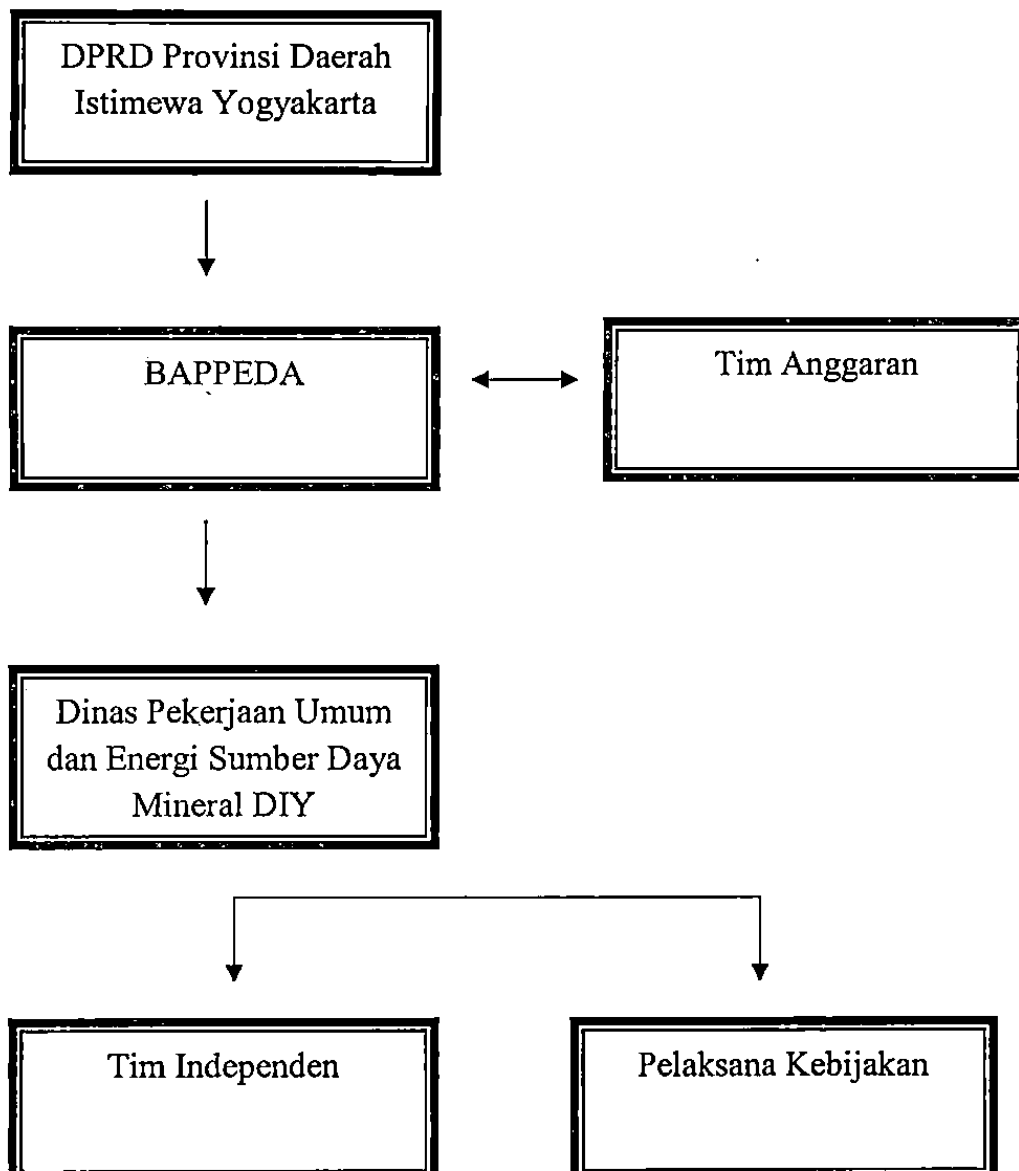 DPRD Provinsi Daerah
Istimewa Yogyakarta
BAPPEDA
Tim Anggaran
Dinas Pekerjaan Umum
dan Energi Sumber Daya
Mineral DIY
Tim Independen
Pelaksana Kebijakan